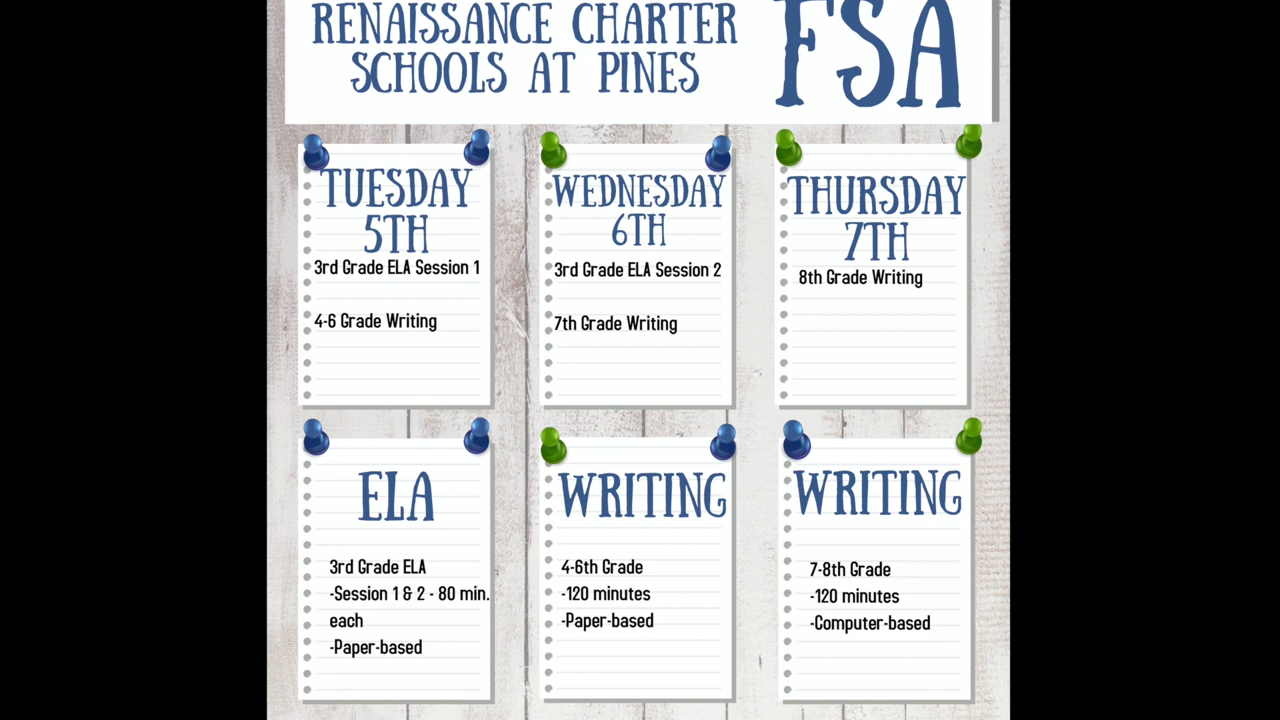 RENAISSANCE CHARTER
SCHOOLS AT PINES
FSA
TUESDAY
5TH
3rd Grade ELA Session 1
4-6 Grade Writing
WEDNESDAY
6TH
3rd Grade ELA Session 2
7th Grade Writing
THURSDAY
7TH
8th Grade Writing
ELA
3rd Grade ELA
-Session 1 & 2 - 80 min.
each
-Paper-based
WRITING
4-6th Grade
-120 minutes
-Paper-based
WRITING
7-8th Grade
-120 minutes
-Computer-based